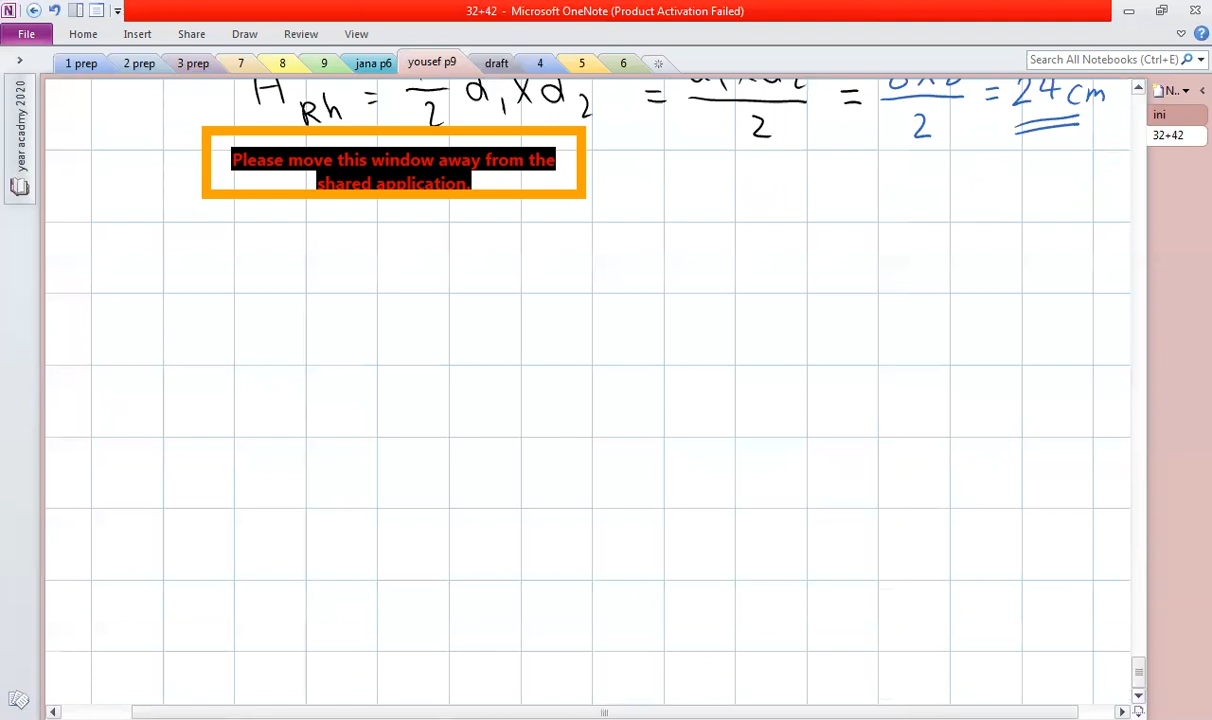 32+42 - Microsoft OneNote (Product Activation Failed)
File Home Insert Share Draw Review View
1 prep 2 prep 3 prep 7 8 9 jana p6 yousef p9 draft 4 5 6
Search All Notebooks (Ctrl+E)
year acadmy 2020
N..
ini
32+42
Rh = 2 d1 X d2 = 2 = 2 = 24 cm
Please move this window away from the
shared application.